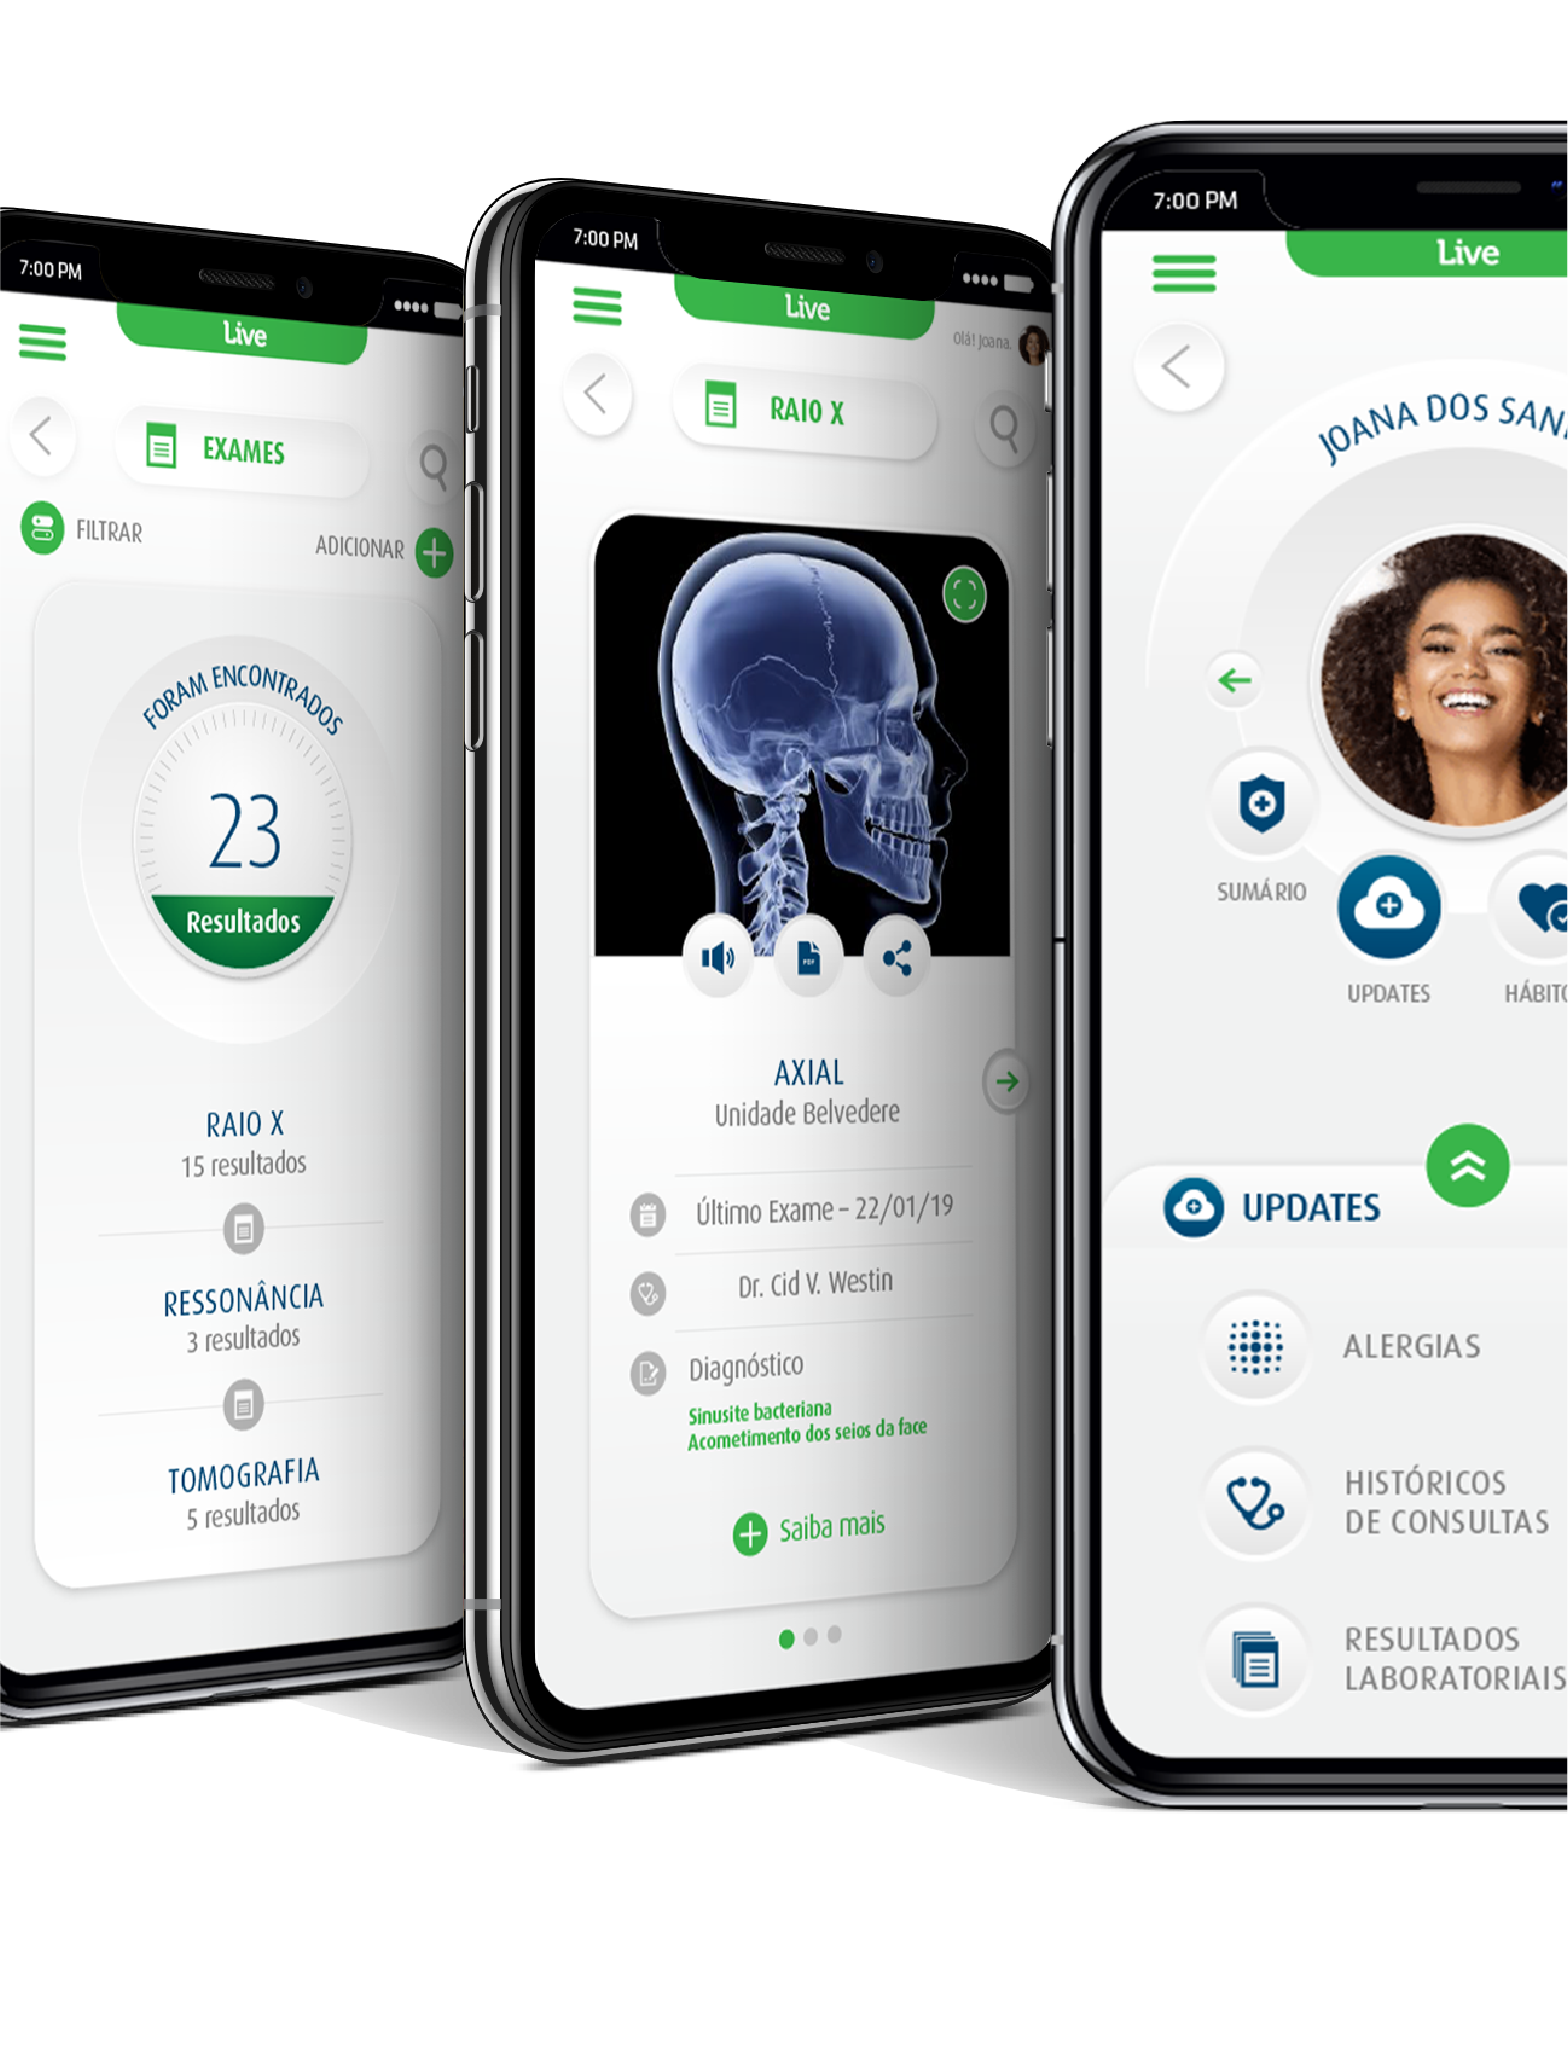 7:00 PM
Live
EXAMES
FILTRAR
ADICIONAR
FORAM ENCONTRADOS
23
Resultados
RAIO X
15 resultados
RESSONÂNCIA
3 resultados
TOMOGRAFIA
5 resultados
7:00 PM
Live
Olá! Joana.
RAIO X
PDF
AXIAL
Unidade Belvedere
Último Exame – 22/01/19
Dr. Cid V. Westin
Diagnóstico
Sinusite bacteriana
Acometimento dos seios da face
Saiba mais
7:00 PM
Live
JOANA DOS SAN
SUMÁRIO
UPDATES
HÁBITO
UPDATES
ALERGIAS
HISTÓRICOS
DE CONSULTAS
RESULTADOS
LABORATORIAIS